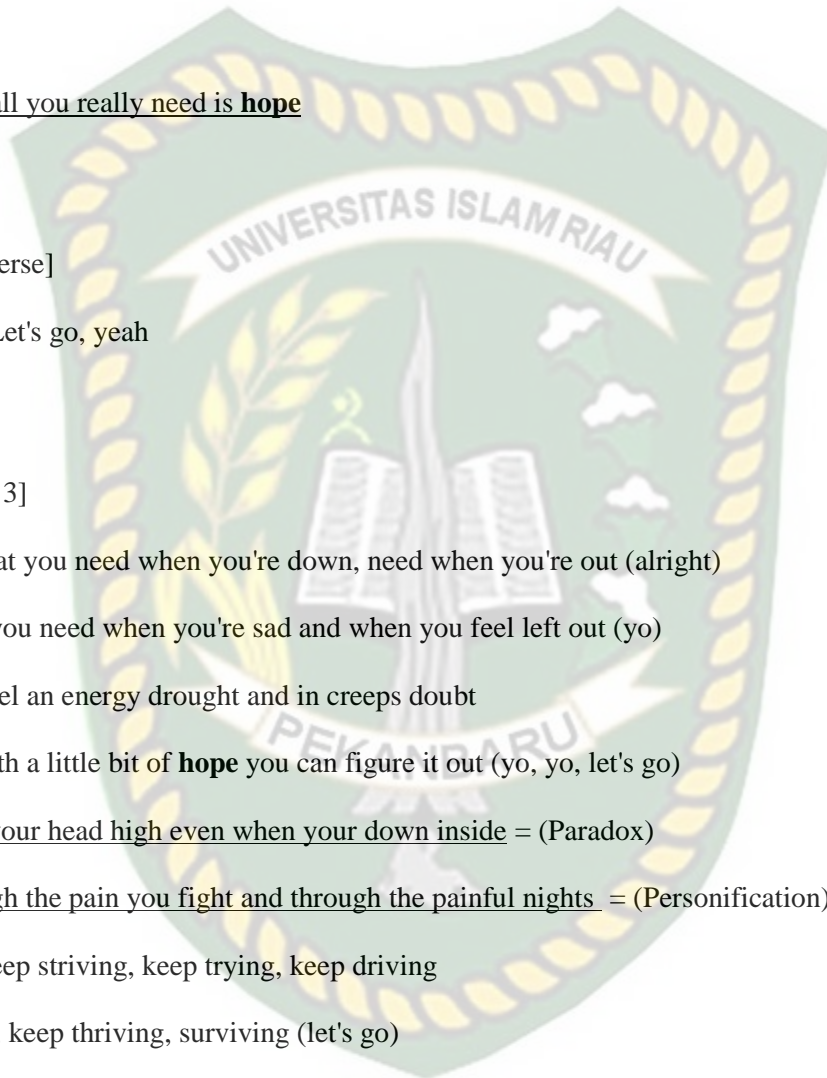 all you really need is hope
UNIVERSITAS ISLAM RIAU
erse]
Let's go, yeah
3]
at you need when you're down, need when you're out (alright)
you need when you're sad and when you feel left out (yo)
el an energy drought and in creeps doubt
th a little bit of hope you can figure it out (yo, yo, let's go)
PEKANBARU
your head high even when your down inside = (Paradox)
gh the pain you fight and through the painful nights = (Personification)
eep striving, keep trying, keep driving
keep thriving, surviving (let's go)